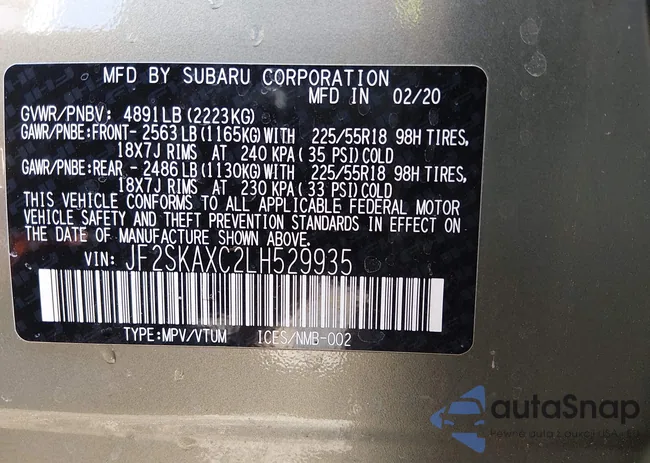 MFD BY SUBARU CORPORATION
MFD IN 02/20
GVWR/PNBV: 4891LB (2223KG)
GAWR/PNBE:FRONT- 2563 LB (1165KG) WITH 225/55R18 98H TIRES,
18X7J RIMS AT 240 KPA (35 PSI) COLD
GAWR/PNBE:REAR - 2486 LB (1130KG) WITH 225/55R18 98H TIRES,
18X7J RIMS AT 230 KPA (33 PSI) COLD
THIS VEHICLE CONFORMS TO ALL APPLICABLE FEDERAL MOTOR
VEHICLE SAFETY AND THEFT PREVENTION STANDARDS IN EFFECT ON
THE DATE OF MANUFACTURE SHOWN ABOVE.
VIN: JF2SKAXC2LH529935
TYPE:MPV/VTUM ICES/NMB-002
autoSnap